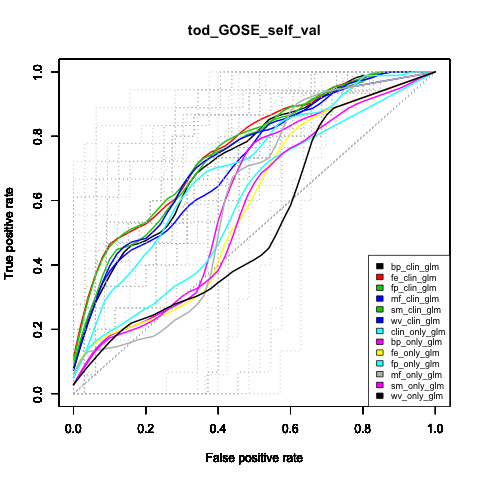 tod_GOSE_self_val
True positive rate
1.0
0.8
0.6
0.4
0.2
0.0
bp_clin_glm
fe_clin_glm
fp_clin_glm
mf_clin_glm
sm_clin_glm
wv_clin_glm
clin_only_glm
bp_only_glm
fe_only_glm
fp_only_glm
mf_only_glm
sm_only_glm
wv_only_glm
0.0 0.2 0.4 0.6 0.8 1.0
False positive rate